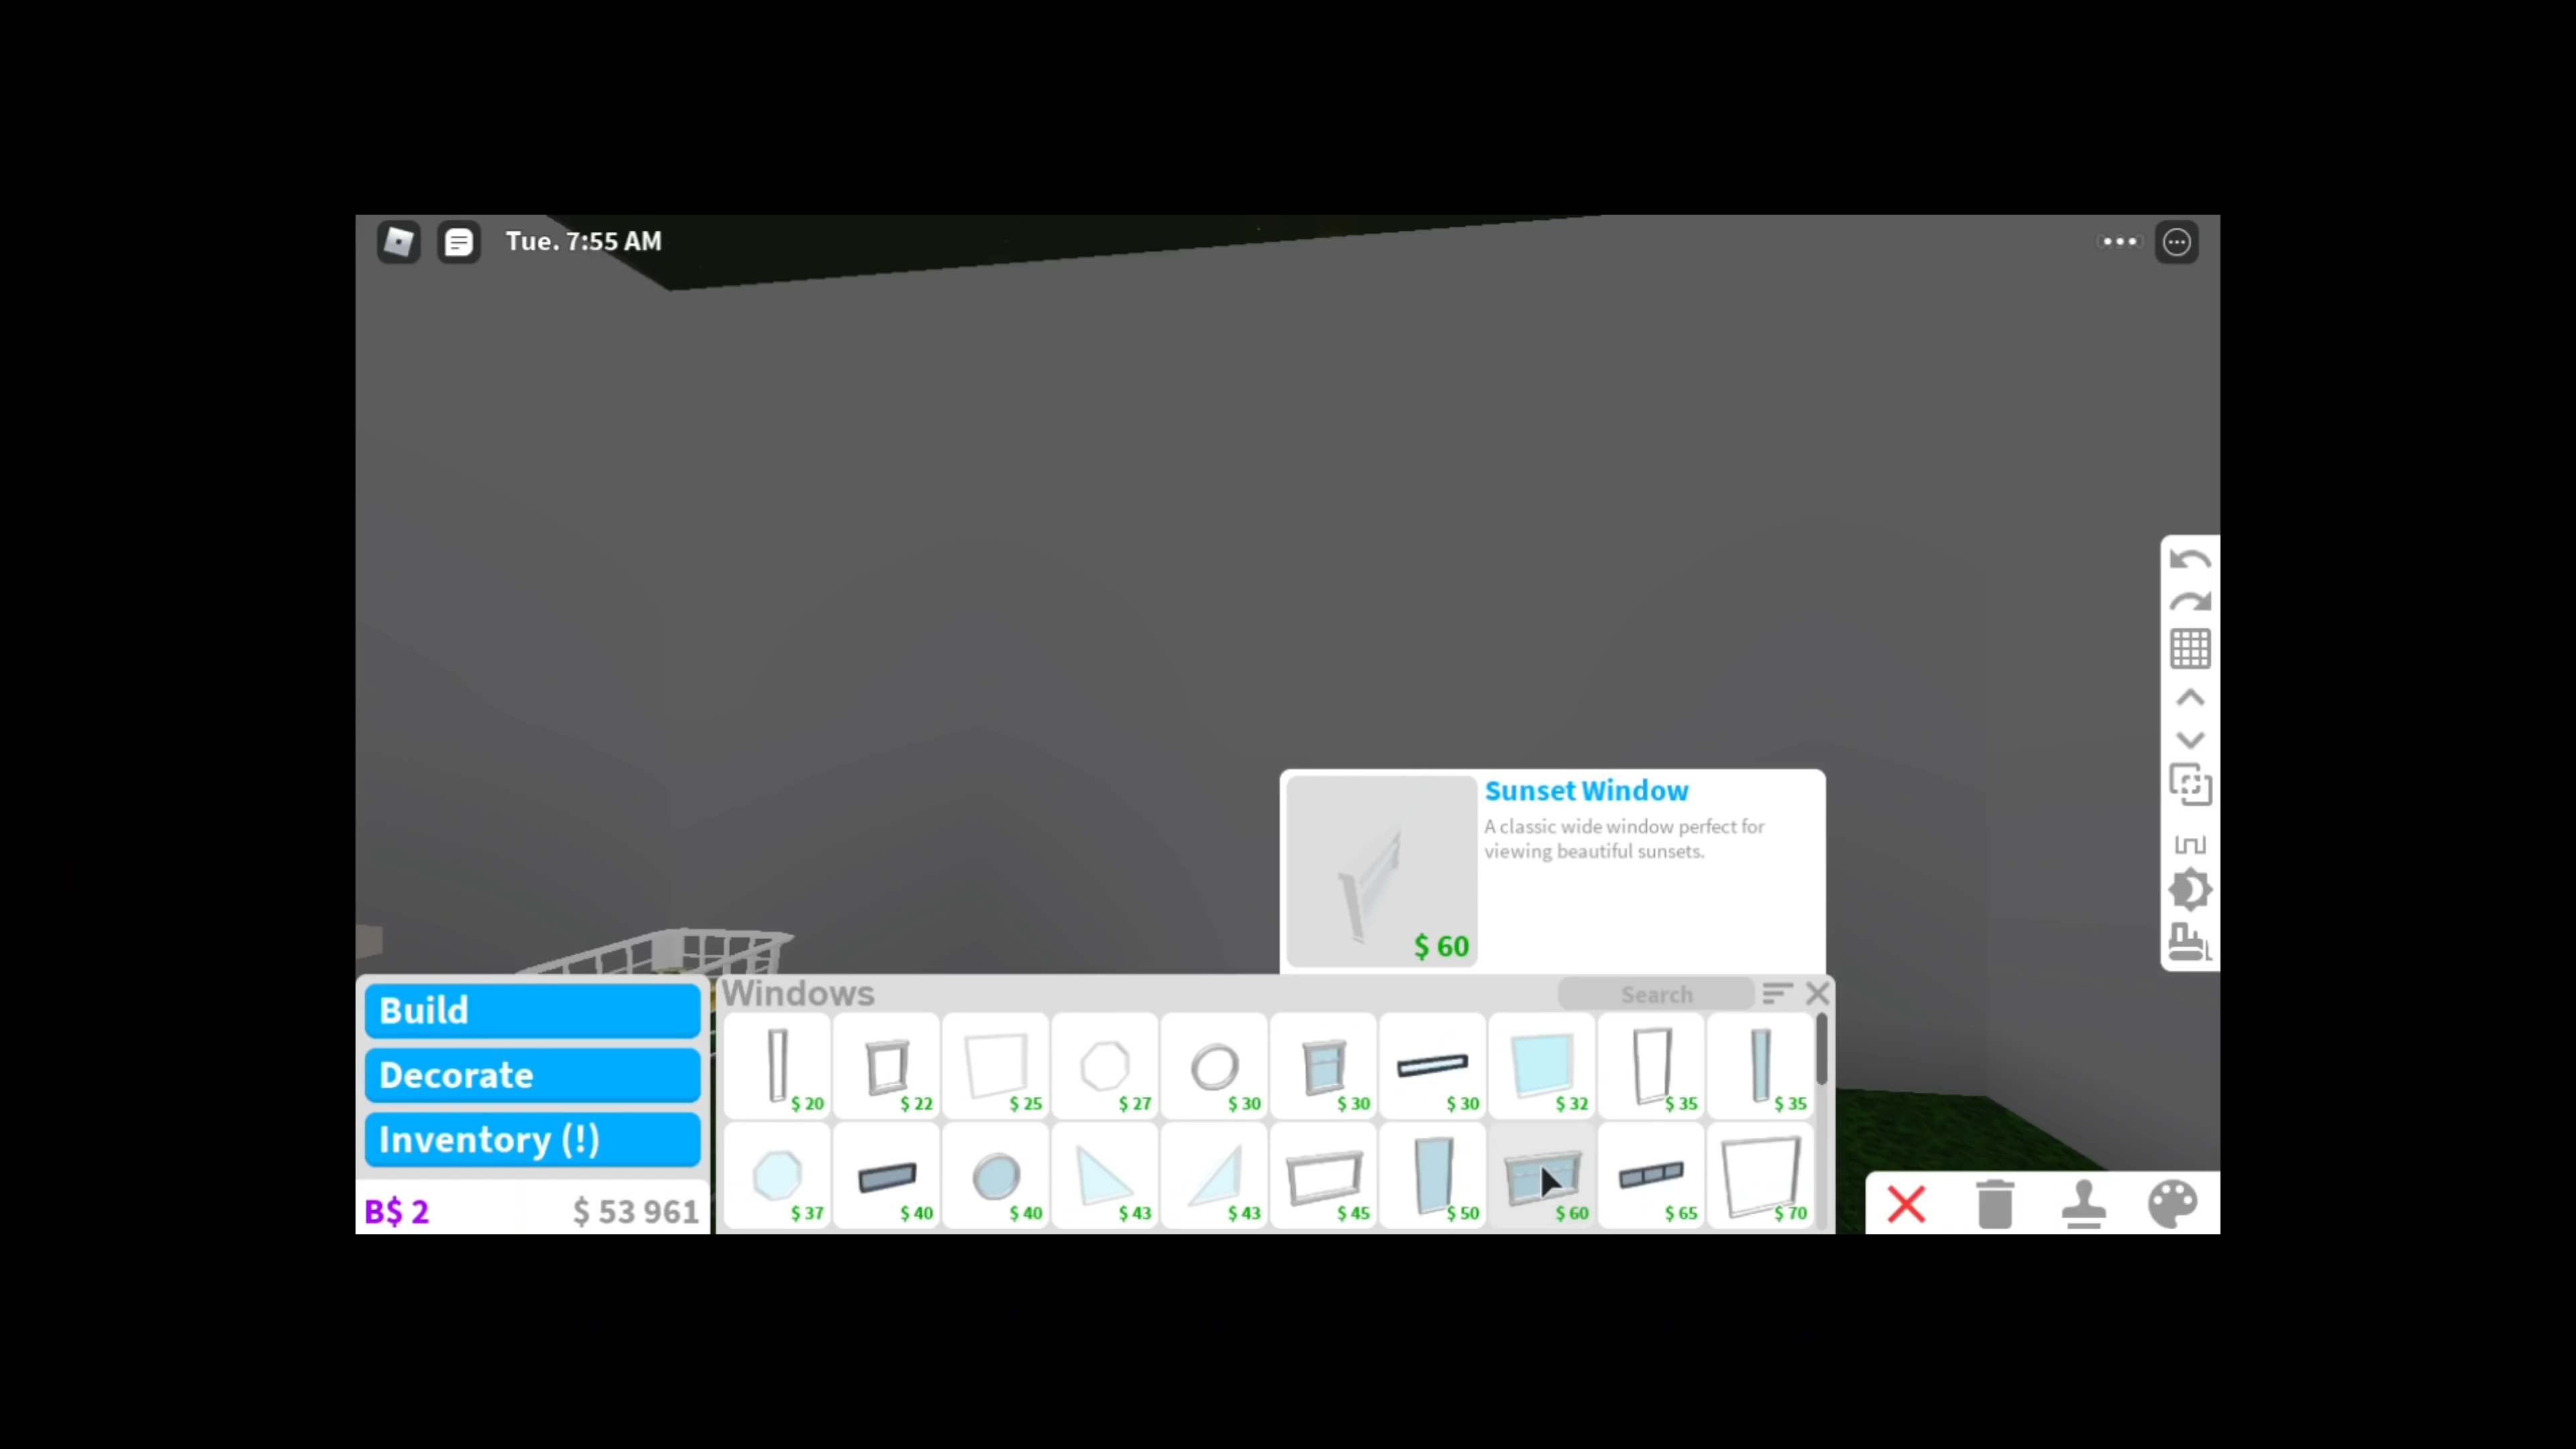 Tue. 7:55 AM
Sunset Window
A classic wide window perfect for
viewing beautiful sunsets.
$ 60
Build
Decorate
Inventory (!)
B$ 2
$ 53 961
Windows
Search
$ 20
$ 22
$ 25
$ 27
$ 30
$ 30
$ 30
$ 32
$ 35
$ 35
$ 37
$ 40
$ 40
$ 43
$ 43
$ 45
$ 50
$ 60
$ 65
$ 70